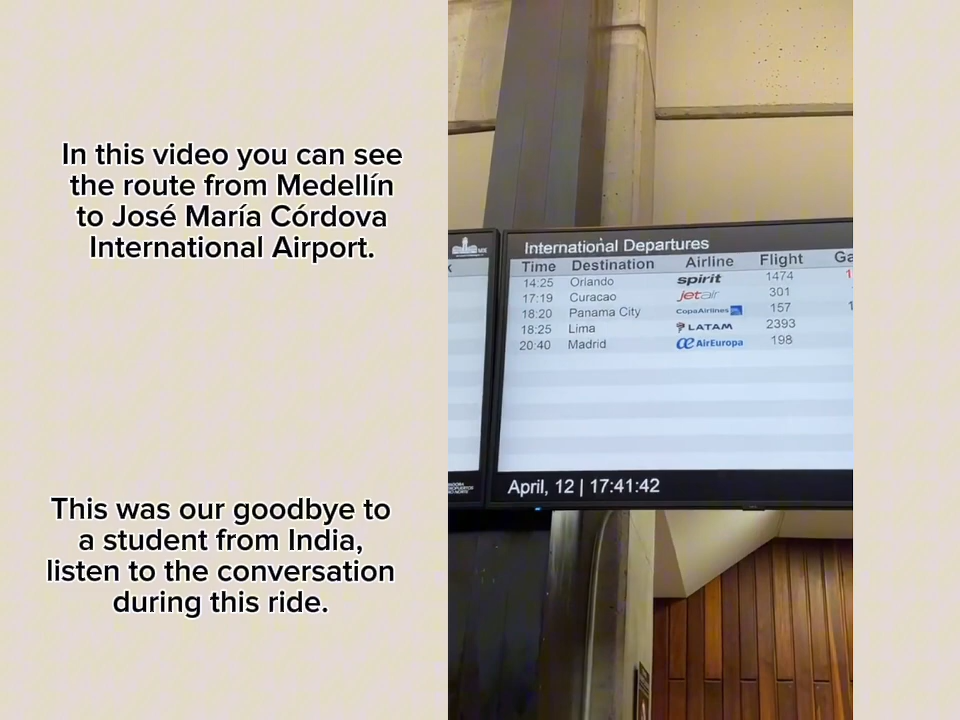 In this video you can see
the route from Medellín
to José María Córdova
International Airport.
This was our goodbye to
a student from India,
listen to the conversation
during this ride.
International Departures
Time Destination Airline Flight
14:25 Orlando spirit 1474
17:19 Curacao jetair 301
18:20 Panama City CopaAirlines 157
18:25 Lima LATAM 2393
20:40 Madrid AirEuropa 198
April, 12 | 17:41:42